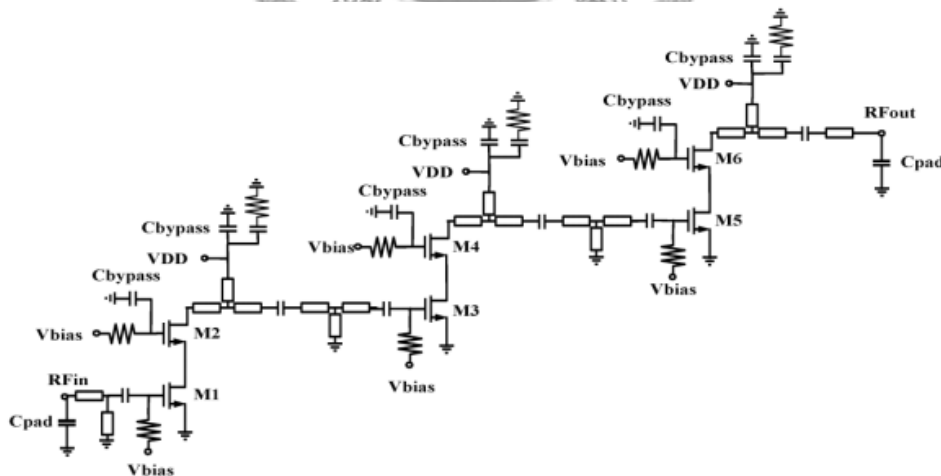 Cbypass
VDD
RFout
Cbypass
Vbias
M6
Cpad
Cbypass
VDD
Cbypass
M5
Vbias
M4
Vbias
Cbypass
VDD
Cbypass
M3
Vbias
M2
Vbias
RFin
M1
Cpad
Vbias